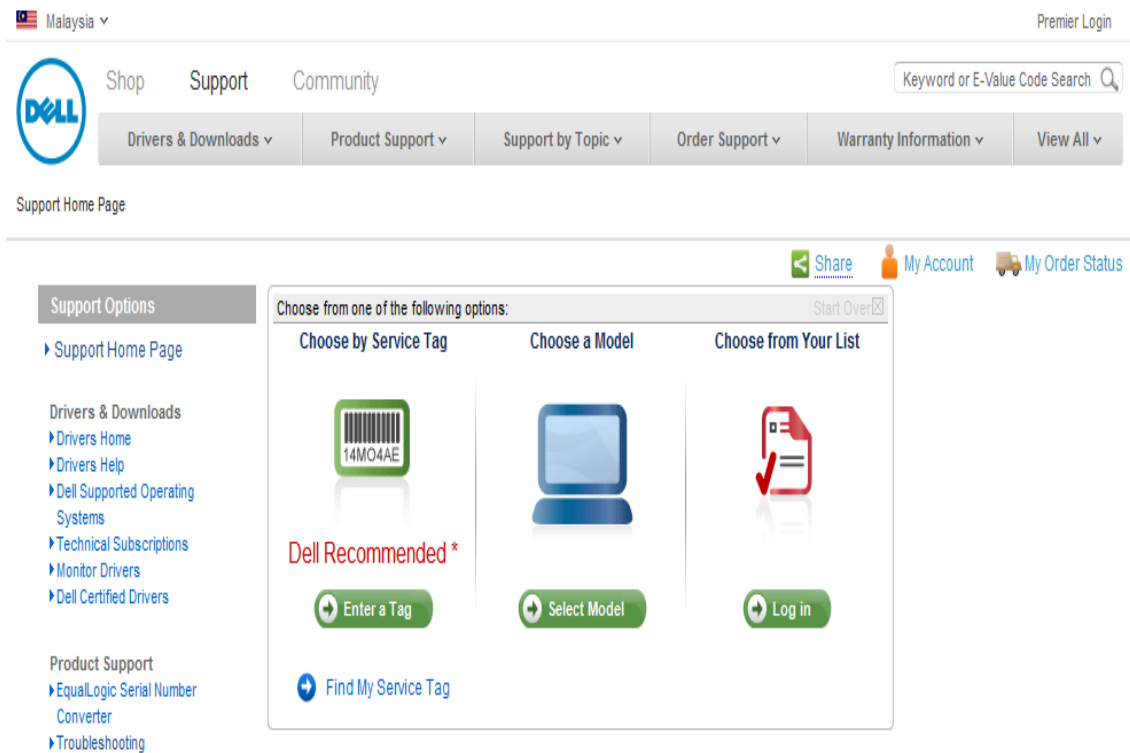 Malaysia
Premier Login
DELL
Shop Support Community
Keyword or E-Value Code Search
Drivers & Downloads Product Support Support by Topic Order Support Warranty Information View All
Support Home Page
Share My Account My Order Status
Support Options
Support Home Page
Drivers & Downloads
Drivers Home
Drivers Help
Dell Supported Operating
Systems
Technical Subscriptions
Monitor Drivers
Dell Certified Drivers
Product Support
EqualLogic Serial Number
Converter
Troubleshooting
Choose from one of the following options: Start Over
Choose by Service Tag Choose a Model Choose from Your List
14MO4AE
Dell Recommended *
Enter a Tag Select Model Log in
Find My Service Tag